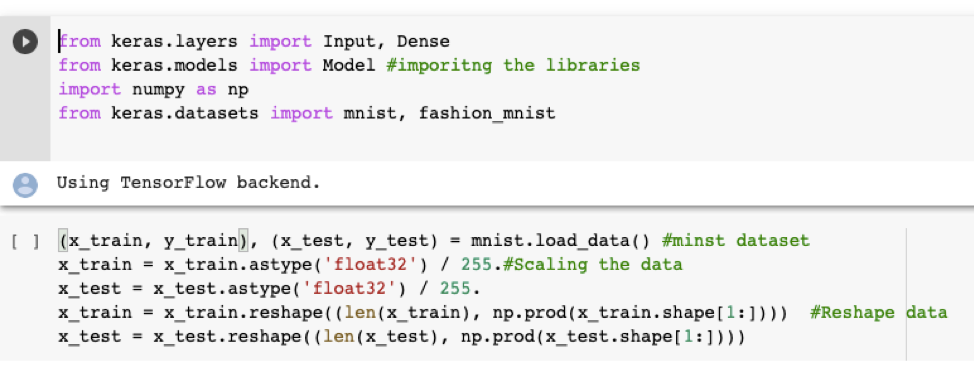 from keras.layers import Input, Dense
from keras.models import Model #imporitng the libraries
import numpy as np
from keras.datasets import mnist, fashion_mnist
Using TensorFlow backend.
[ ] (x_train, y_train), (x_test, y_test) = mnist.load_data() #minst dataset
x_train = x_train.astype('float32') / 255.#Scaling the data
x_test = x_test.astype('float32') / 255.
x_train = x_train.reshape((len(x_train), np.prod(x_train.shape[1:]))) #Reshape data
x_test = x_test.reshape((len(x_test), np.prod(x_test.shape[1:])))